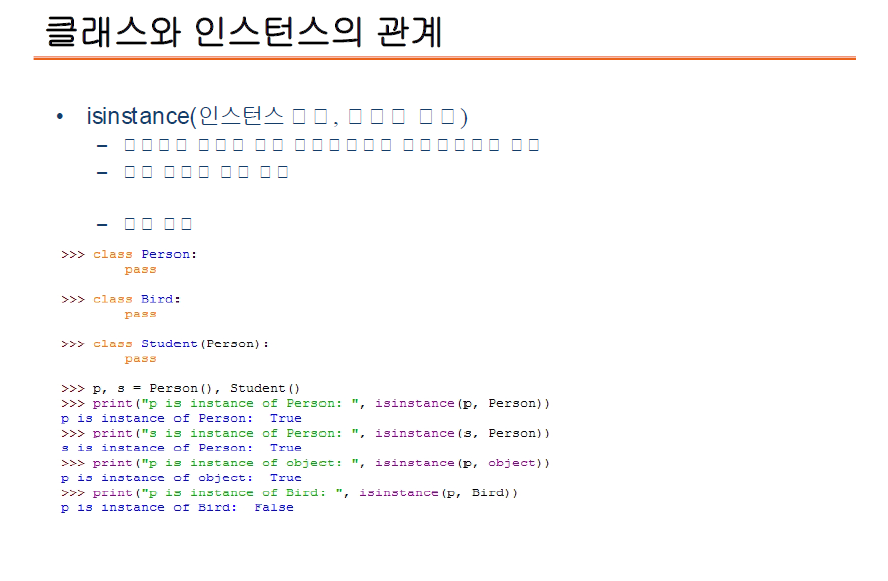 클래스와 인스턴스의 관계
• isinstance(인스턴스 , )
>>> class Person:
pass
>>> class Bird:
pass
>>> class Student(Person):
pass
>>> p, s = Person(), Student()
>>> print("p is instance of Person: ", isinstance(p, Person))
p is instance of Person:  True
>>> print("s is instance of Person: ", isinstance(s, Person))
s is instance of Person:  True
>>> print("p is instance of object: ", isinstance(p, object))
p is instance of object:  True
>>> print("p is instance of Bird: ", isinstance(p, Bird))
p is instance of Bird:  False